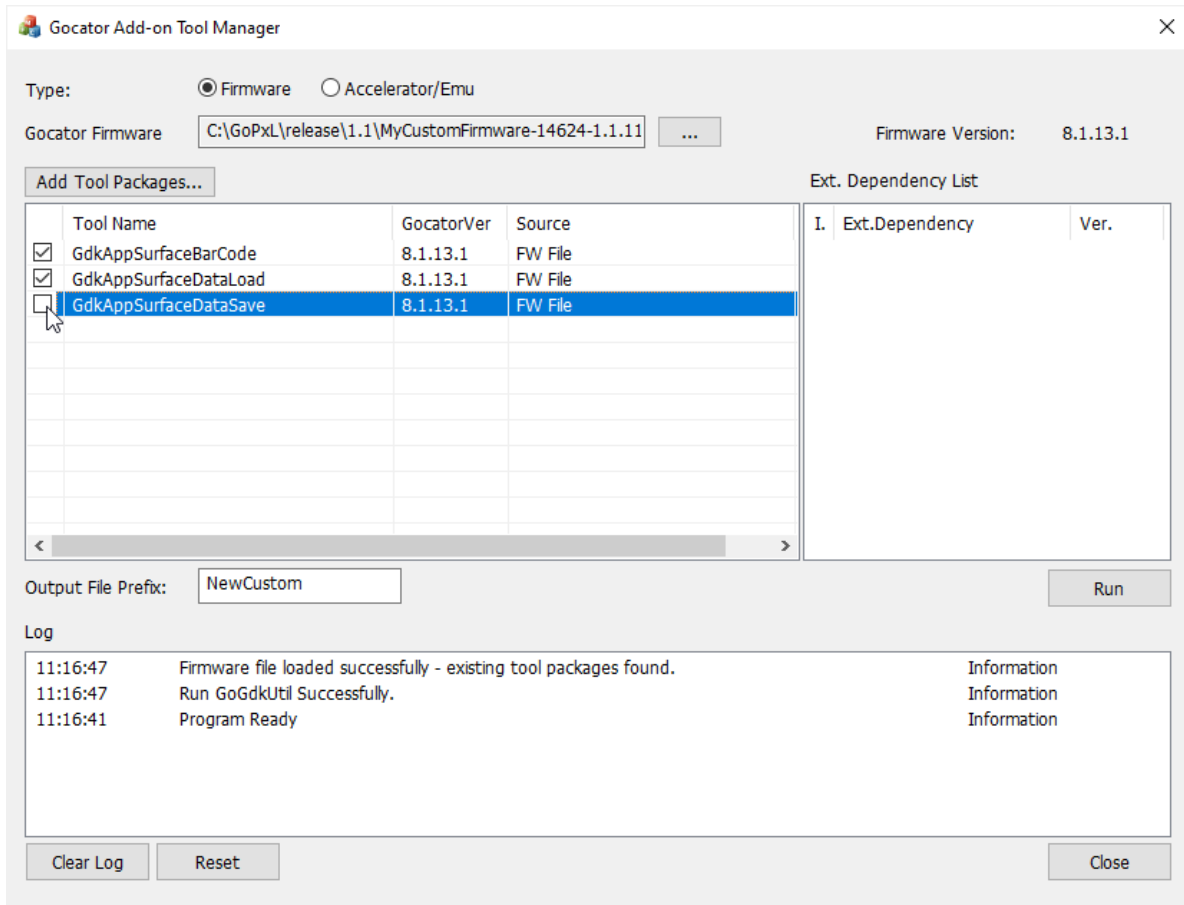 Gocator Add-on Tool Manager
Type: Firmware Accelerator/Emu
Gocator Firmware C:\GoPxL\release\1.1\MyCustomFirmware-14624-1.1.11 ... Firmware Version: 8.1.13.1
Add Tool Packages... Ext. Dependency List
Tool Name GocatorVer Source I. Ext.Dependency Ver.
GdkAppSurfaceBarCode 8.1.13.1 FW File
GdkAppSurfaceDataLoad 8.1.13.1 FW File
GdkAppSurfaceDataSave 8.1.13.1 FW File
Output File Prefix: NewCustom Run
Log
11:16:47 Firmware file loaded successfully - existing tool packages found. Information
11:16:47 Run GoGdkUtil Successfully. Information
11:16:41 Program Ready Information
Clear Log Reset Close